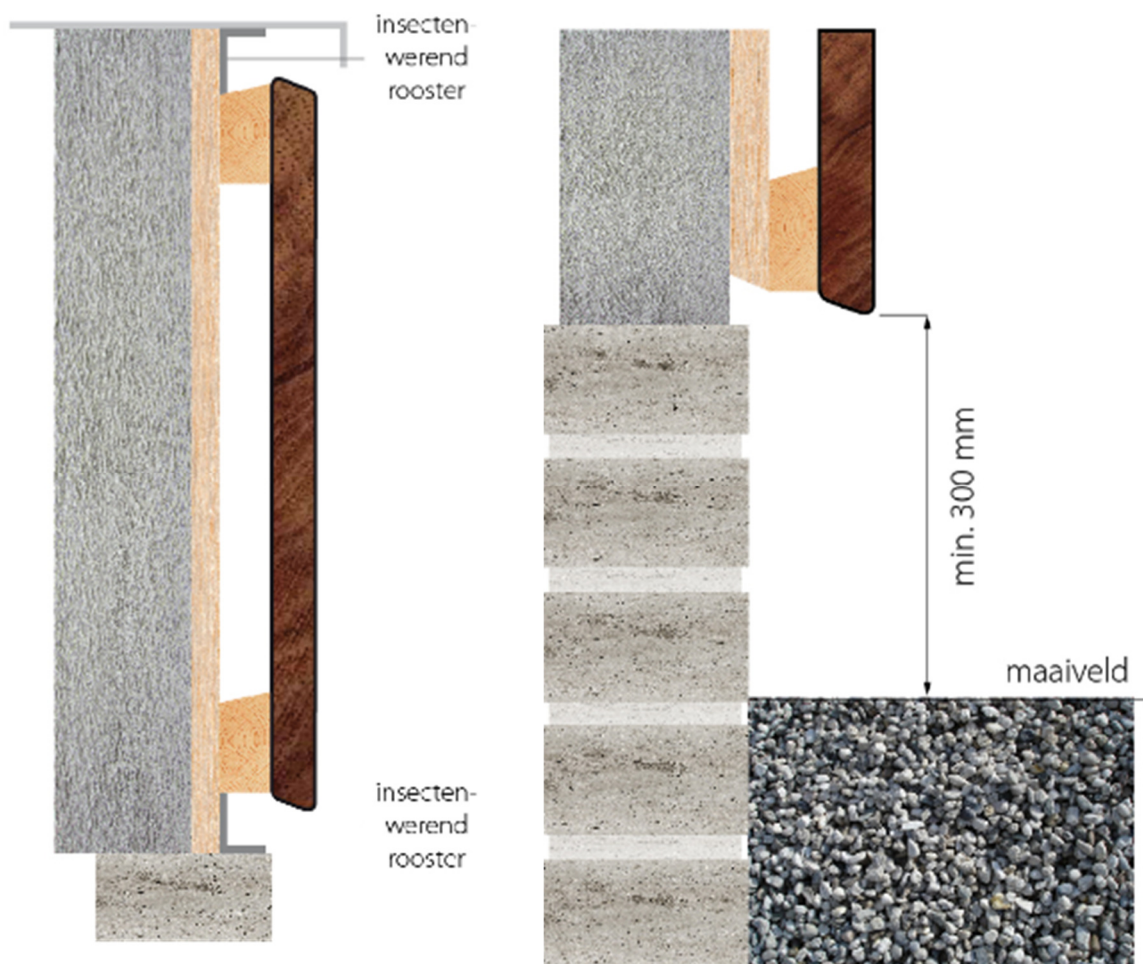 insecten-
werend
rooster
min. 300 mm
maaiveld
insecten-
werend
rooster